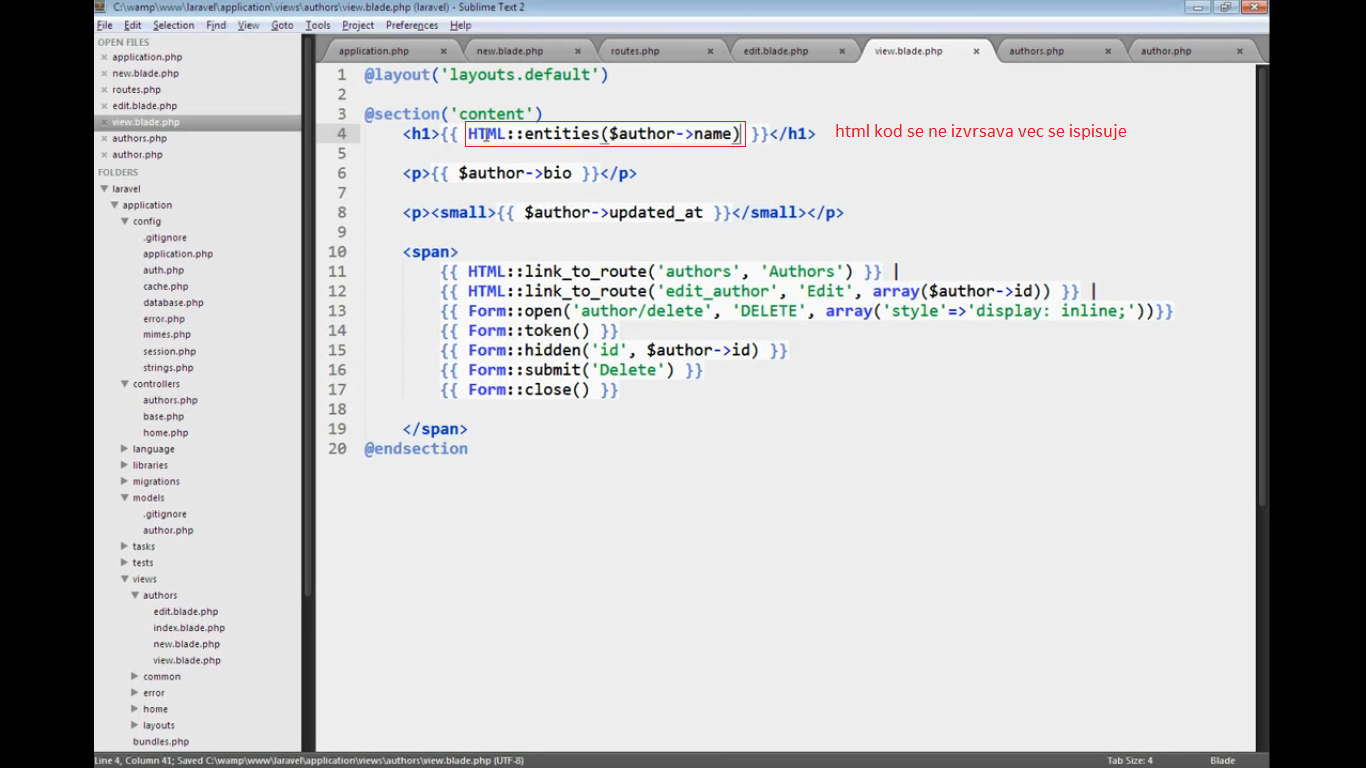 C:\wamp\www\laravel\application\views\authors\view.blade.php (laravel) - Sublime Text 2
File Edit Selection Find View Goto Tools Project Preferences Help
OPEN FILES
application.php
new.blade.php
routes.php
edit.blade.php
view.blade.php
authors.php
author.php
FOLDERS
laravel
application
config
.gitignore
application.php
auth.php
cache.php
database.php
error.php
mimes.php
session.php
strings.php
controllers
authors.php
base.php
home.php
language
libraries
migrations
models
.gitignore
author.php
tasks
tests
views
authors
edit.blade.php
index.blade.php
new.blade.php
view.blade.php
common
error
home
layouts
bundles.php
application.php new.blade.php routes.php edit.blade.php view.blade.php authors.php author.php
1 @layout('layouts.default')
2
3 @section('content')
4 <h1>{{ HTML::entities($author->name) }}</h1> html kod se ne izvrsava vec se ispisuje
5
6 <p>{{ $author->bio }}</p>
7
8 <p><small>{{ $author->updated_at }}</small></p>
9
10 <span>
11 {{ HTML::link_to_route('authors', 'Authors') }} |
12 {{ HTML::link_to_route('edit_author', 'Edit', array($author->id)) }} |
13 {{ Form::open('author/delete', 'DELETE', array('style'=>'display: inline;'))}}
14 {{ Form::token() }}
15 {{ Form::hidden('id', $author->id) }}
16 {{ Form::submit('Delete') }}
17 {{ Form::close() }}
18
19 </span>
20 @endsection
Line 4, Column 41; Saved C:\wamp\www\laravel\application\views\authors\view.blade.php (UTF-8) Tab Size: 4 Blade